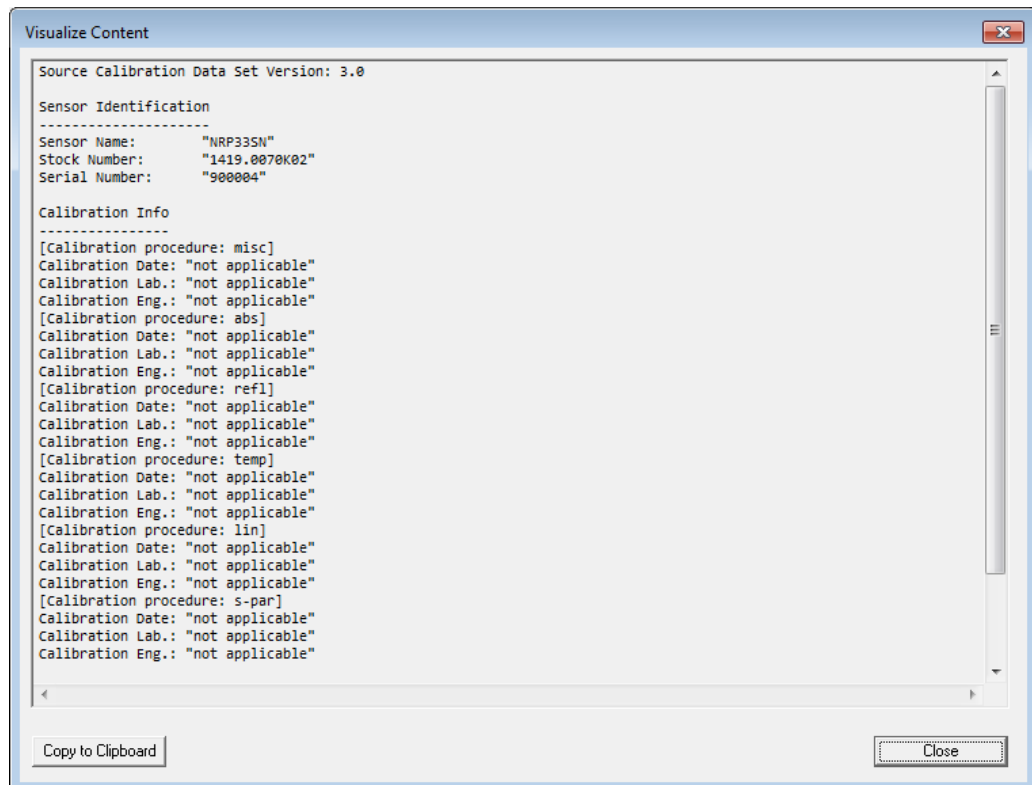 Visualize Content
Source Calibration Data Set Version: 3.0
Sensor Identification
---------------------
Sensor Name: "NRP33SN"
Stock Number: "1419.0070K02"
Serial Number: "900004"
Calibration Info
----------------
[Calibration procedure: misc]
Calibration Date: "not applicable"
Calibration Lab.: "not applicable"
Calibration Eng.: "not applicable"
[Calibration procedure: abs]
Calibration Date: "not applicable"
Calibration Lab.: "not applicable"
Calibration Eng.: "not applicable"
[Calibration procedure: refl]
Calibration Date: "not applicable"
Calibration Lab.: "not applicable"
Calibration Eng.: "not applicable"
[Calibration procedure: temp]
Calibration Date: "not applicable"
Calibration Lab.: "not applicable"
Calibration Eng.: "not applicable"
[Calibration procedure: lin]
Calibration Date: "not applicable"
Calibration Lab.: "not applicable"
Calibration Eng.: "not applicable"
[Calibration procedure: s-par]
Calibration Date: "not applicable"
Calibration Lab.: "not applicable"
Calibration Eng.: "not applicable"
Copy to Clipboard
Close